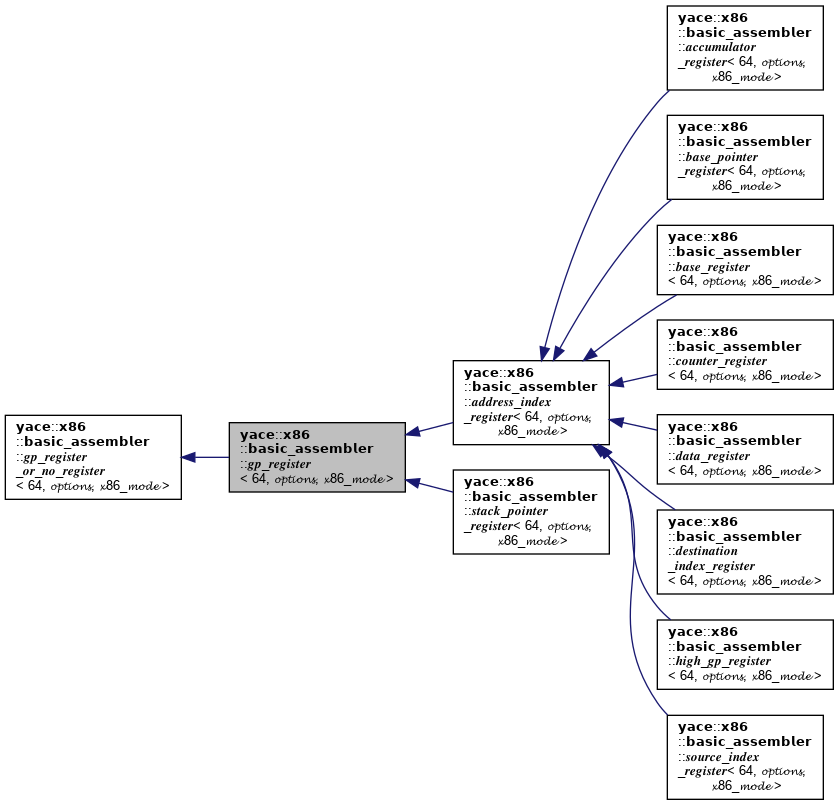 yace::x86
::basic_assembler
::accumulator
_register< 64, options,
x86_mode >
yace::x86
::basic_assembler
::base_pointer
_register< 64, options,
x86_mode >
yace::x86
::basic_assembler
::base_register
< 64, options, x86_mode >
yace::x86
::basic_assembler
::counter_register
< 64, options, x86_mode >
yace::x86
::basic_assembler
::address_index
_register< 64, options,
x86_mode >
yace::x86
::basic_assembler
::gp_register
_or_no_register
< 64, options, x86_mode >
yace::x86
::basic_assembler
::gp_register
< 64, options, x86_mode >
yace::x86
::basic_assembler
::data_register
< 64, options, x86_mode >
yace::x86
::basic_assembler
::stack_pointer
_register< 64, options,
x86_mode >
yace::x86
::basic_assembler
::destination
_index_register
< 64, options, x86_mode >
yace::x86
::basic_assembler
::high_gp_register
< 64, options, x86_mode >
yace::x86
::basic_assembler
::source_index
_register< 64, options,
x86_mode >